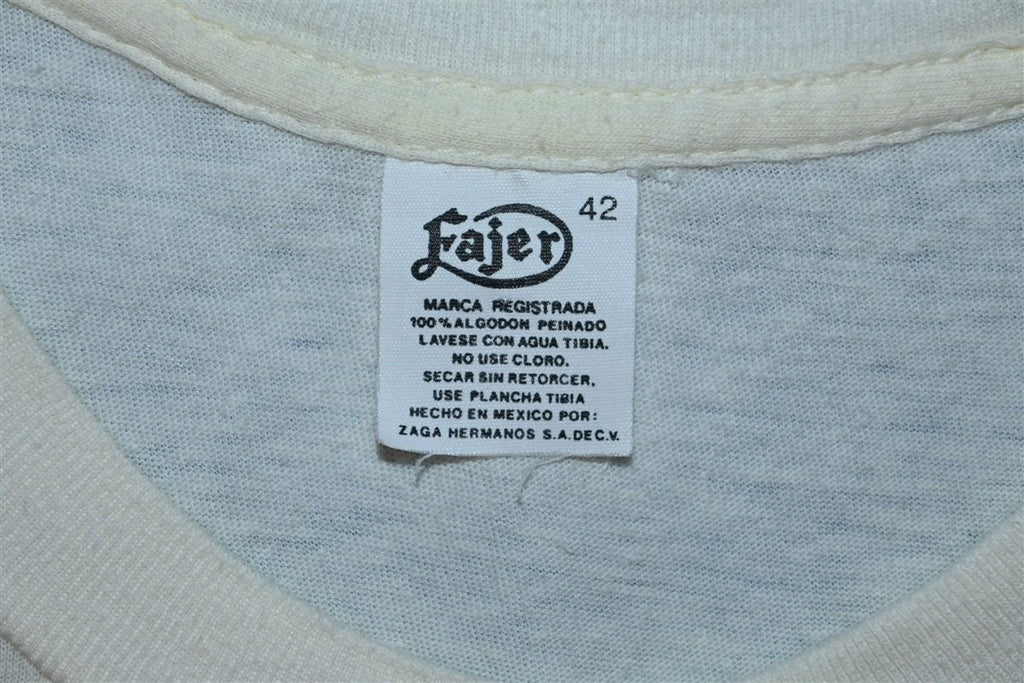 Fajer 42
MARCA REGISTRADA
100% ALGODON PEINADO
LAVESE CON AGUA TIBIA.
NO USE CLORO.
SECAR SIN RETORCER.
USE PLANCHA TIBIA
HECHO EN MEXICO POR:
ZAGA HERMANOS S.A. DE C.V.